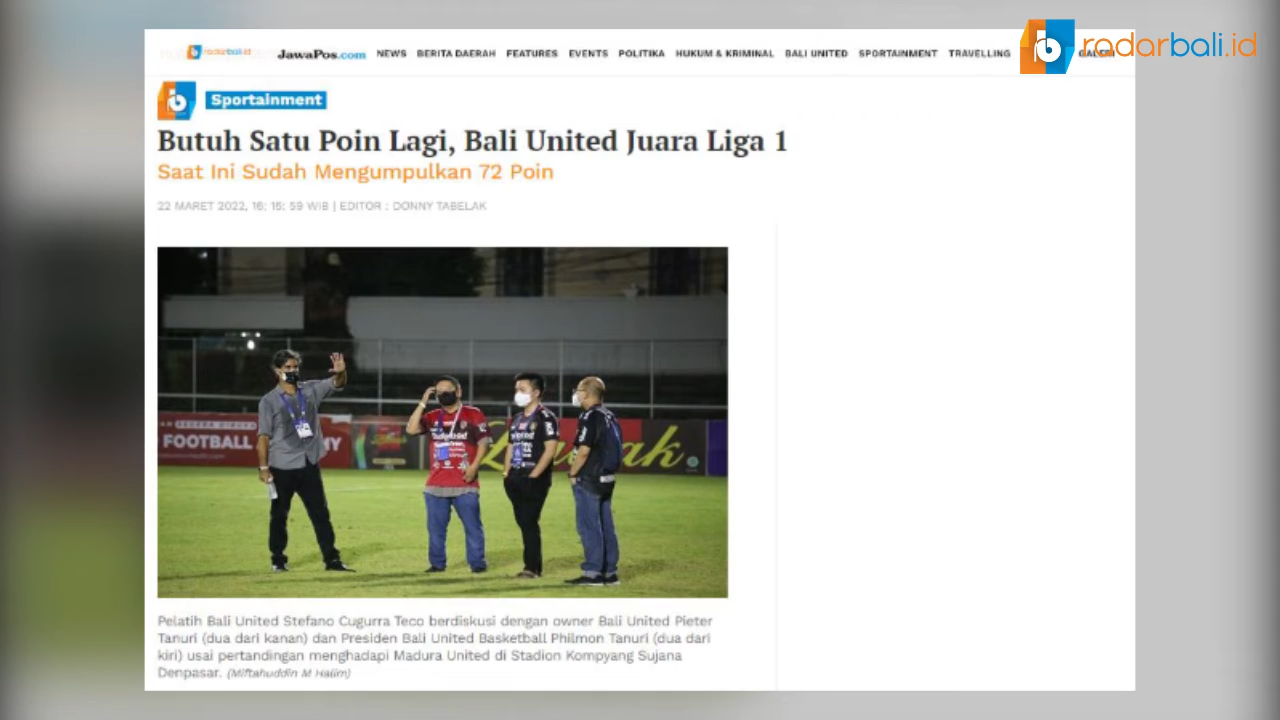 radarbali.id JawaPos.com NEWS BERITA DAERAH FEATURES EVENTS POLITIKA HUKUM & KRIMINAL BALI UNITED SPORTAINMENT TRAVELLING
radarbali.id
Sportainment
Butuh Satu Poin Lagi, Bali United Juara Liga 1
Saat Ini Sudah Mengumpulkan 72 Poin
22 MARET 2022, 16: 15: 59 WIB | EDITOR : DONNY TABELAK
FOOTBALL
Pelatih Bali United Stefano Cugurra Teco berdiskusi dengan owner Bali United Pieter
Tanuri (dua dari kanan) dan Presiden Bali United Basketball Philmon Tanuri (dua dari
kiri) usai pertandingan menghadapi Madura United di Stadion Kompyang Sujana
Denpasar. (Miftahuddin M Halim)